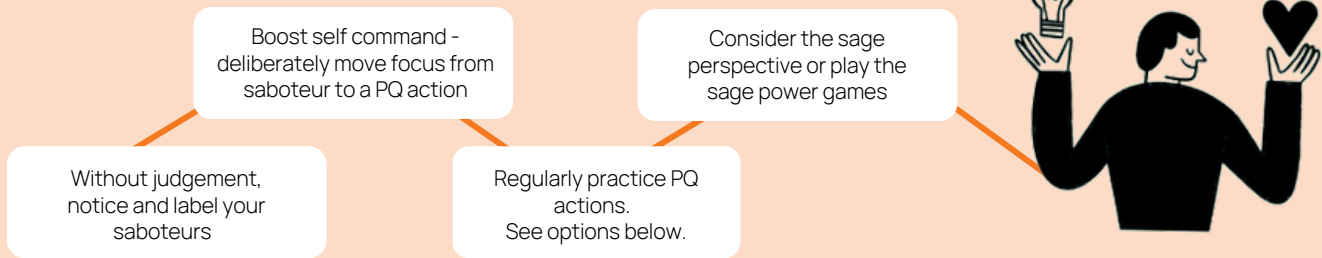 Without judgement,
notice and label your
saboteurs
Boost self command -
deliberately move focus from
saboteur to a PQ action
Regularly practice PQ
actions.
See options below.
Consider the sage
perspective or play the
sage power games